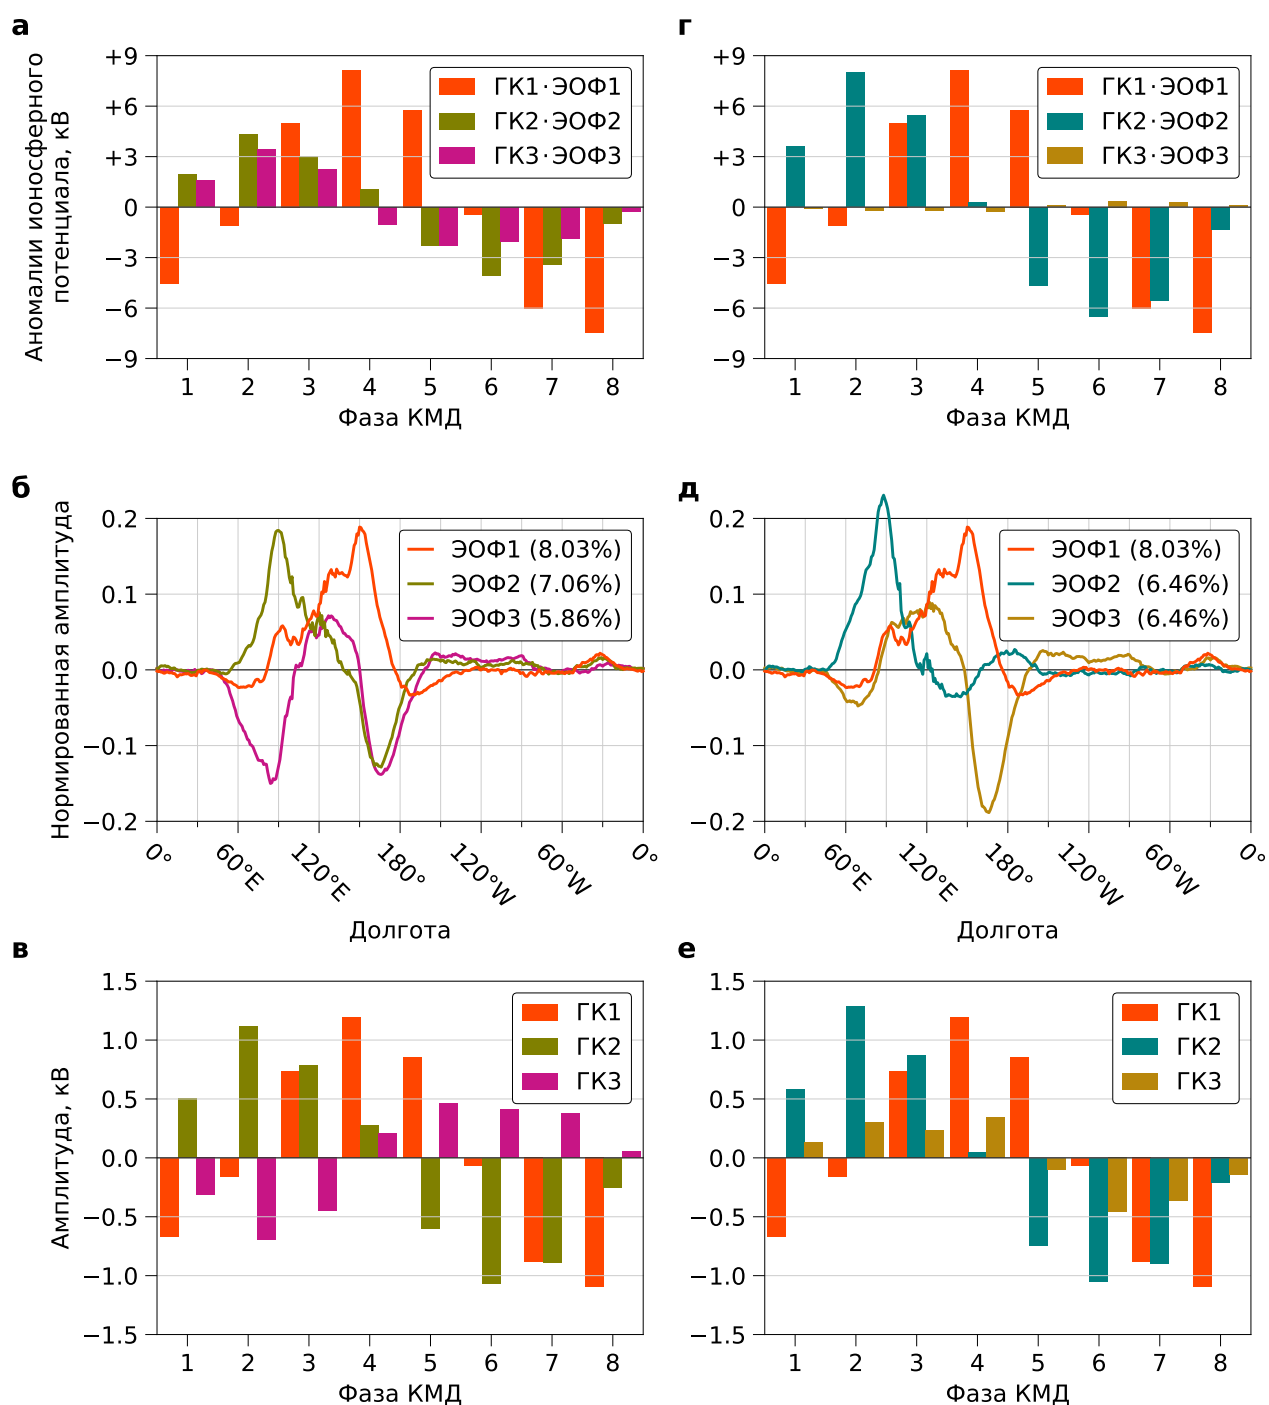 а
Аномалии ионосферного
потенциала, кВ
+9
+6
+3
0
−3
−6
−9
ГК1·ЭОФ1
ГК2·ЭОФ2
ГК3·ЭОФ3
1 2 3 4 5 6 7 8
Фаза КМД
г
+9
+6
+3
0
−3
−6
−9
ГК1·ЭОФ1
ГК2·ЭОФ2
ГК3·ЭОФ3
1 2 3 4 5 6 7 8
Фаза КМД
б
Нормированная амплитуда
0.2
0.1
0.0
−0.1
−0.2
ЭОФ1 (8.03%)
ЭОФ2 (7.06%)
ЭОФ3 (5.86%)
0° 60°E 120°E 180° 120°W 60°W 0°
Долгота
д
0.2
0.1
0.0
−0.1
−0.2
ЭОФ1 (8.03%)
ЭОФ2 (6.46%)
ЭОФ3 (6.46%)
0° 60°E 120°E 180° 120°W 60°W 0°
Долгота
в
Амплитуда, кВ
1.5
1.0
0.5
0.0
−0.5
−1.0
−1.5
ГК1
ГК2
ГК3
1 2 3 4 5 6 7 8
Фаза КМД
е
1.5
1.0
0.5
0.0
−0.5
−1.0
−1.5
ГК1
ГК2
ГК3
1 2 3 4 5 6 7 8
Фаза КМД